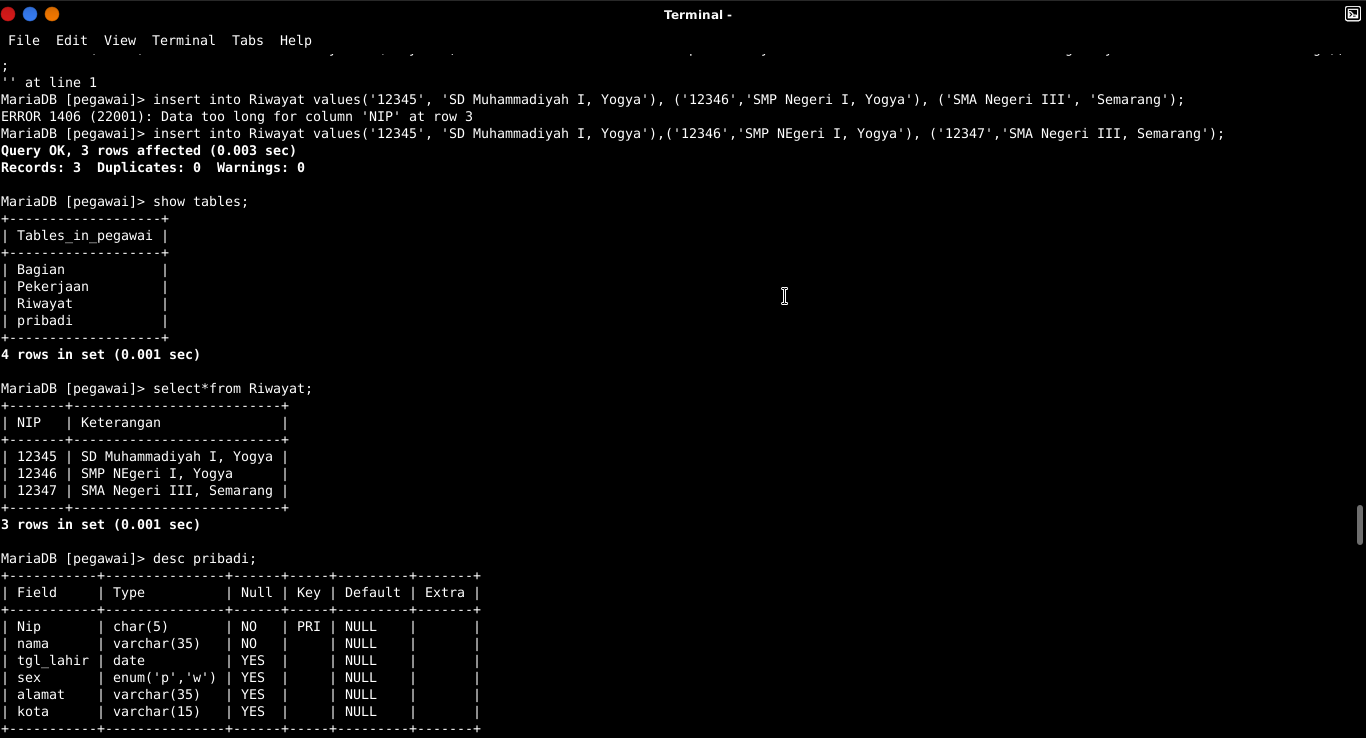 Terminal -
File Edit View Terminal Tabs Help
;
'' at line 1
MariaDB [pegawai]> insert into Riwayat values('12345', 'SD Muhammadiyah I, Yogya'), ('12346','SMP Negeri I, Yogya'), ('SMA Negeri III', 'Semarang');
ERROR 1406 (22001): Data too long for column 'NIP' at row 3
MariaDB [pegawai]> insert into Riwayat values('12345', 'SD Muhammadiyah I, Yogya'),('12346','SMP NEgeri I, Yogya'), ('12347','SMA Negeri III, Semarang');
Query OK, 3 rows affected (0.003 sec)
Records: 3  Duplicates: 0  Warnings: 0
MariaDB [pegawai]> show tables;
+-------------------+
| Tables_in_pegawai |
+-------------------+
| Bagian            |
| Pekerjaan         |
| Riwayat           |
| pribadi           |
+-------------------+
4 rows in set (0.001 sec)
MariaDB [pegawai]> select*from Riwayat;
+-------+--------------------------+
| NIP   | Keterangan               |
+-------+--------------------------+
| 12345 | SD Muhammadiyah I, Yogya |
| 12346 | SMP NEgeri I, Yogya      |
| 12347 | SMA Negeri III, Semarang |
+-------+--------------------------+
3 rows in set (0.001 sec)
MariaDB [pegawai]> desc pribadi;
+-----------+---------------+------+-----+---------+-------+
| Field     | Type          | Null | Key | Default | Extra |
+-----------+---------------+------+-----+---------+-------+
| Nip       | char(5)       | NO   | PRI | NULL    |       |
| nama      | varchar(35)   | NO   |     | NULL    |       |
| tgl_lahir | date          | YES  |     | NULL    |       |
| sex       | enum('p','w') | YES  |     | NULL    |       |
| alamat    | varchar(35)   | YES  |     | NULL    |       |
| kota      | varchar(15)   | YES  |     | NULL    |       |
+-----------+---------------+------+-----+---------+-------+